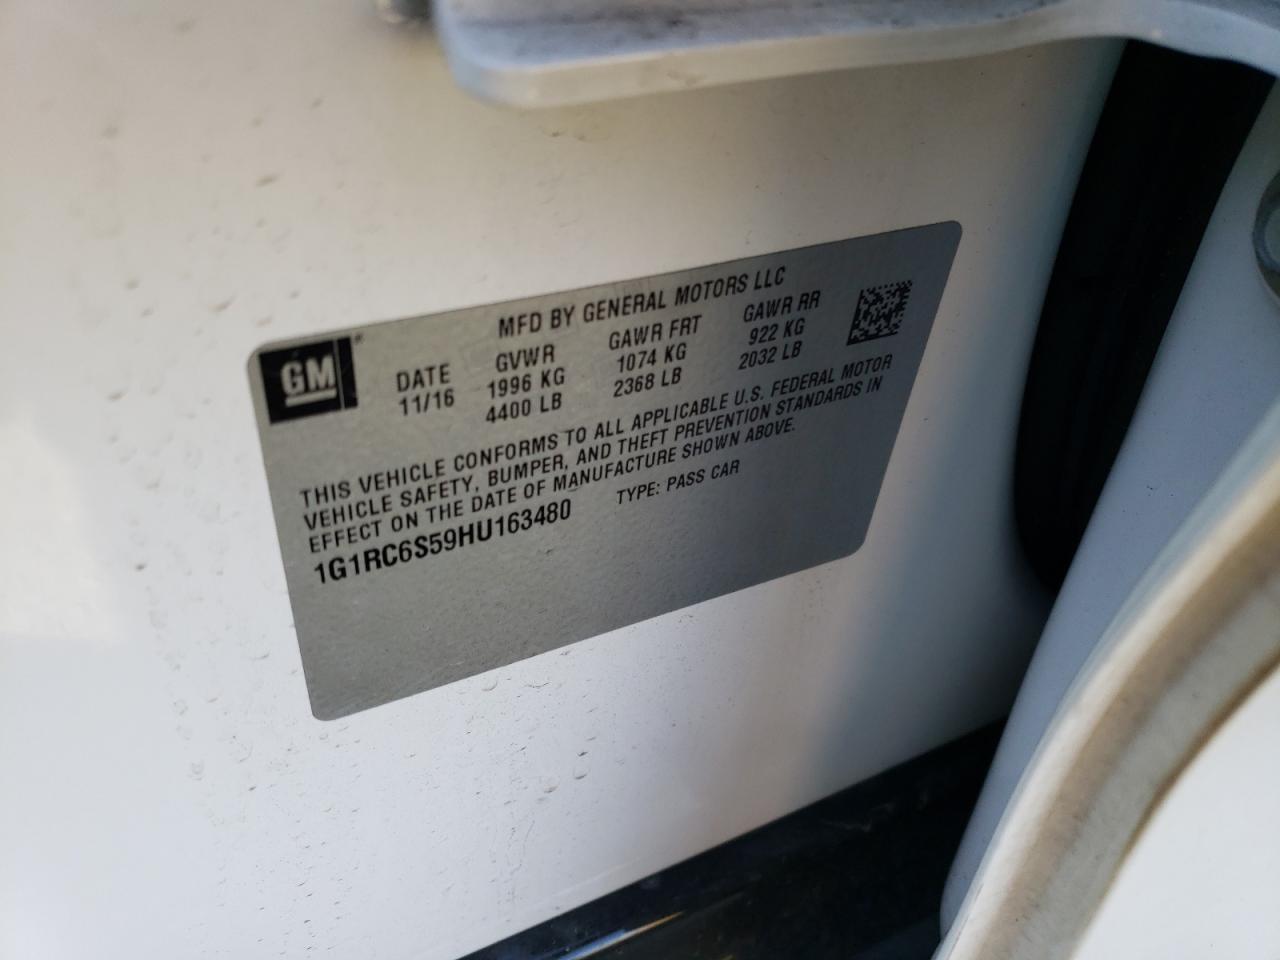 MFD BY GENERAL MOTORS LLC
GM®
DATE GVWR GAWR FRT GAWR RR
11/16 1996 KG 1074 KG 922 KG
4400 LB 2368 LB 2032 LB
THIS VEHICLE CONFORMS TO ALL APPLICABLE U.S. FEDERAL MOTOR
VEHICLE SAFETY, BUMPER, AND THEFT PREVENTION STANDARDS IN
EFFECT ON THE DATE OF MANUFACTURE SHOWN ABOVE.
1G1RC6S59HU163480 TYPE: PASS CAR